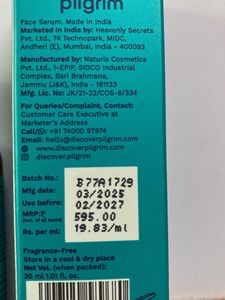 pilgrim
Face Serum. Made in India
Marketed in India by: Heavenly Secrets
Pvt. Ltd., 74 Technopark, MIDC,
Andheri (E), Mumbai, India - 400093
Manufactured by: Naturis Cosmetics
Pvt. Ltd., 1-EPIP, SIDCO Industrial
Complex, Bari Brahmana,
Jammu (J&K), India - 181133
Mfg. Lic. No: JK/21-22/COS-B/334
For Queries/Complaint, Contact:
Customer Care Executive at
Marketer's Address
Call/ +91 74000 97974
Email: hello@discoverpilgrim.com
www.discoverpilgrim.com
discover.pilgrim
Batch No.: B77A1729
Mfg date: 03/2025
Use before: 02/2027
MRP:₹ 595.00
(Incl. of all taxes)
Rs. per ml: 19.83/ml
Fragrance-Free
Store in a cool & dry place
Net Vol. (when packed):
30 ml 1.01 fl. oz.